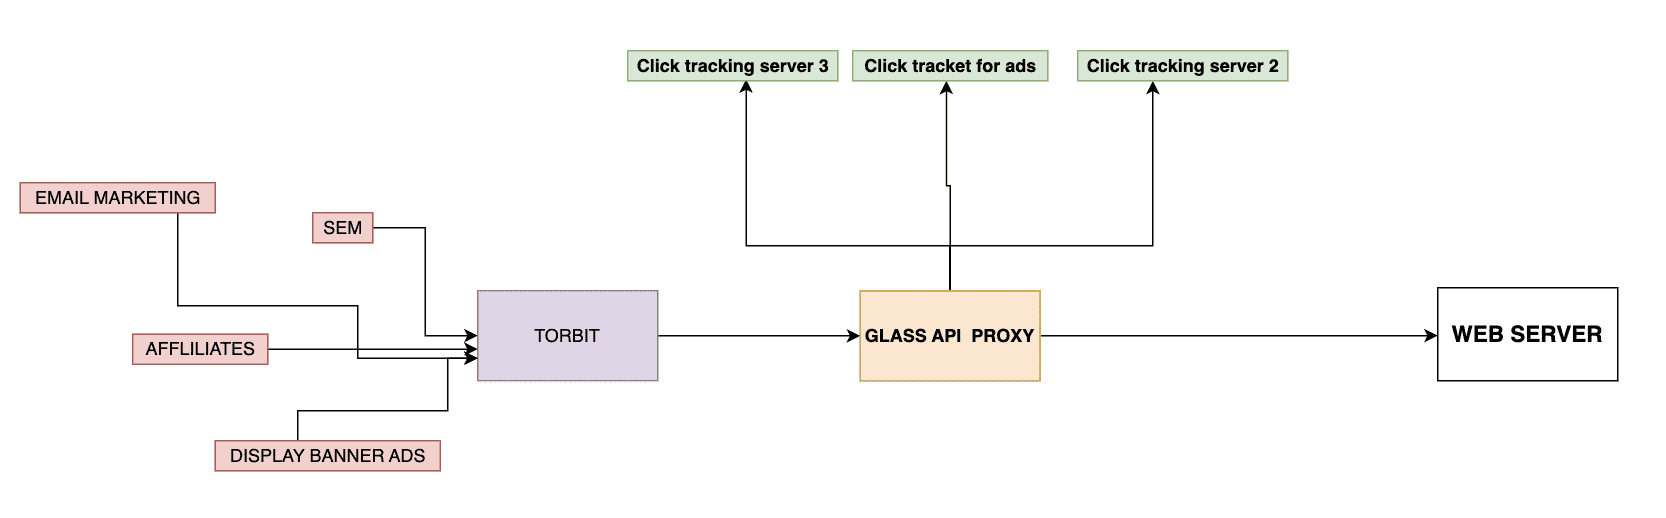 Click tracking server 3
Click tracket for ads
Click tracking server 2
EMAIL MARKETING
SEM
TORBIT
GLASS API PROXY
WEB SERVER
AFFLILIATES
DISPLAY BANNER ADS